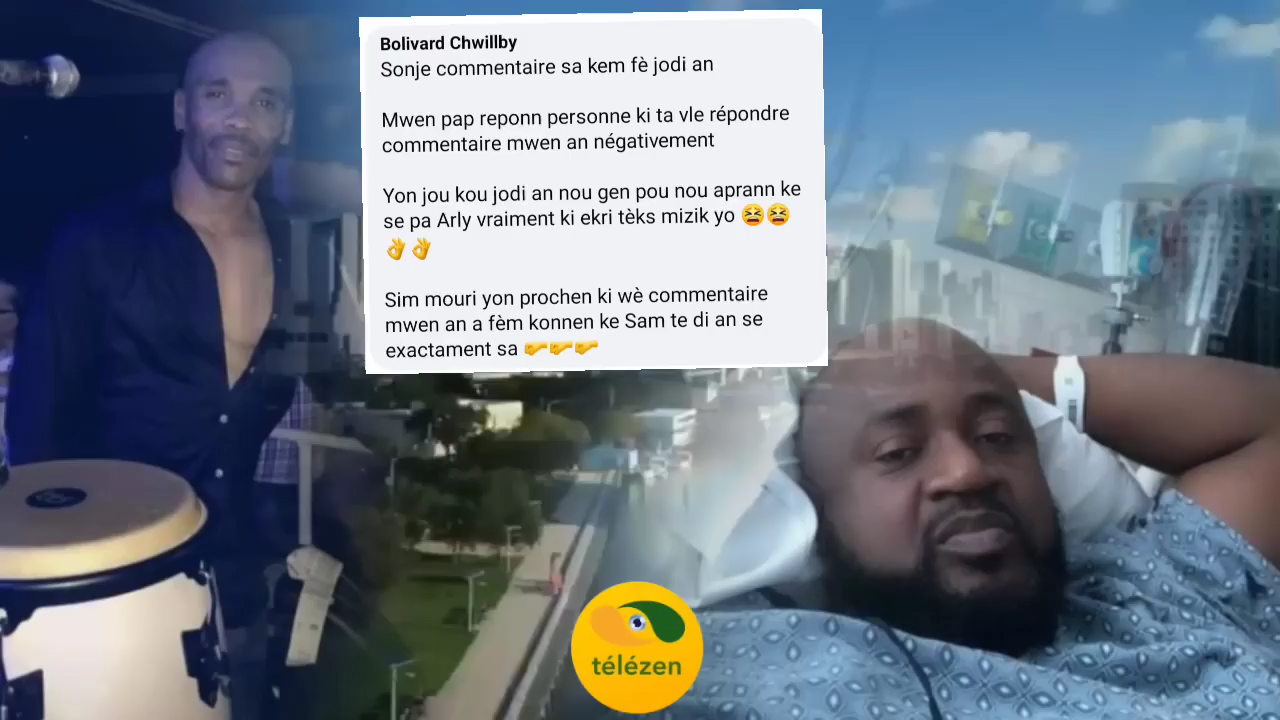 Bolivard Chwillby
Sonje commentaire sa kem fè jodi an
Mwen pap reponn personne ki ta vle répondre
commentaire mwen an négativement
Yon jou kou jodi an nou gen pou nou aprann ke
se pa Arly vraiment ki ekri tèks mizik yo 😫😫
👌👌
Sim mouri yon prochen ki wè commentaire
mwen an a fèm konnen ke Sam te di an se
exactament sa 🤛🤛🤛
télézen